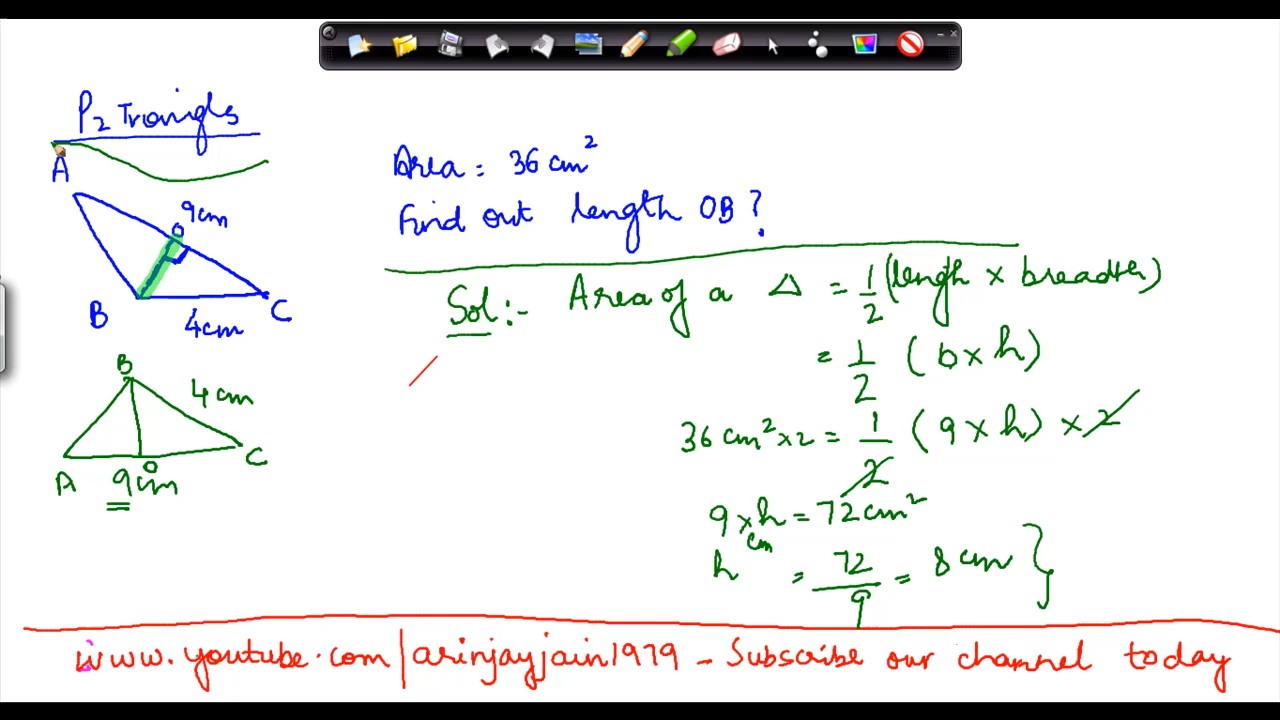 P2 Trangls
A
9cm
O
B
4cm
C
B
4cm
A
O
C
9cm
Area = 36 cm²
Find out length OB ?
Sol :- Area of a Δ = 1/2 (length × breadth)
= 1/2 ( b × h )
36 cm² × 2 = 1/2 ( 9 × h ) × 2
9 × h = 72 cm²
cm
h = 72/9 = 8 cm }
www.youtube.com/arinjayjain1979 - Subscribe our channel today